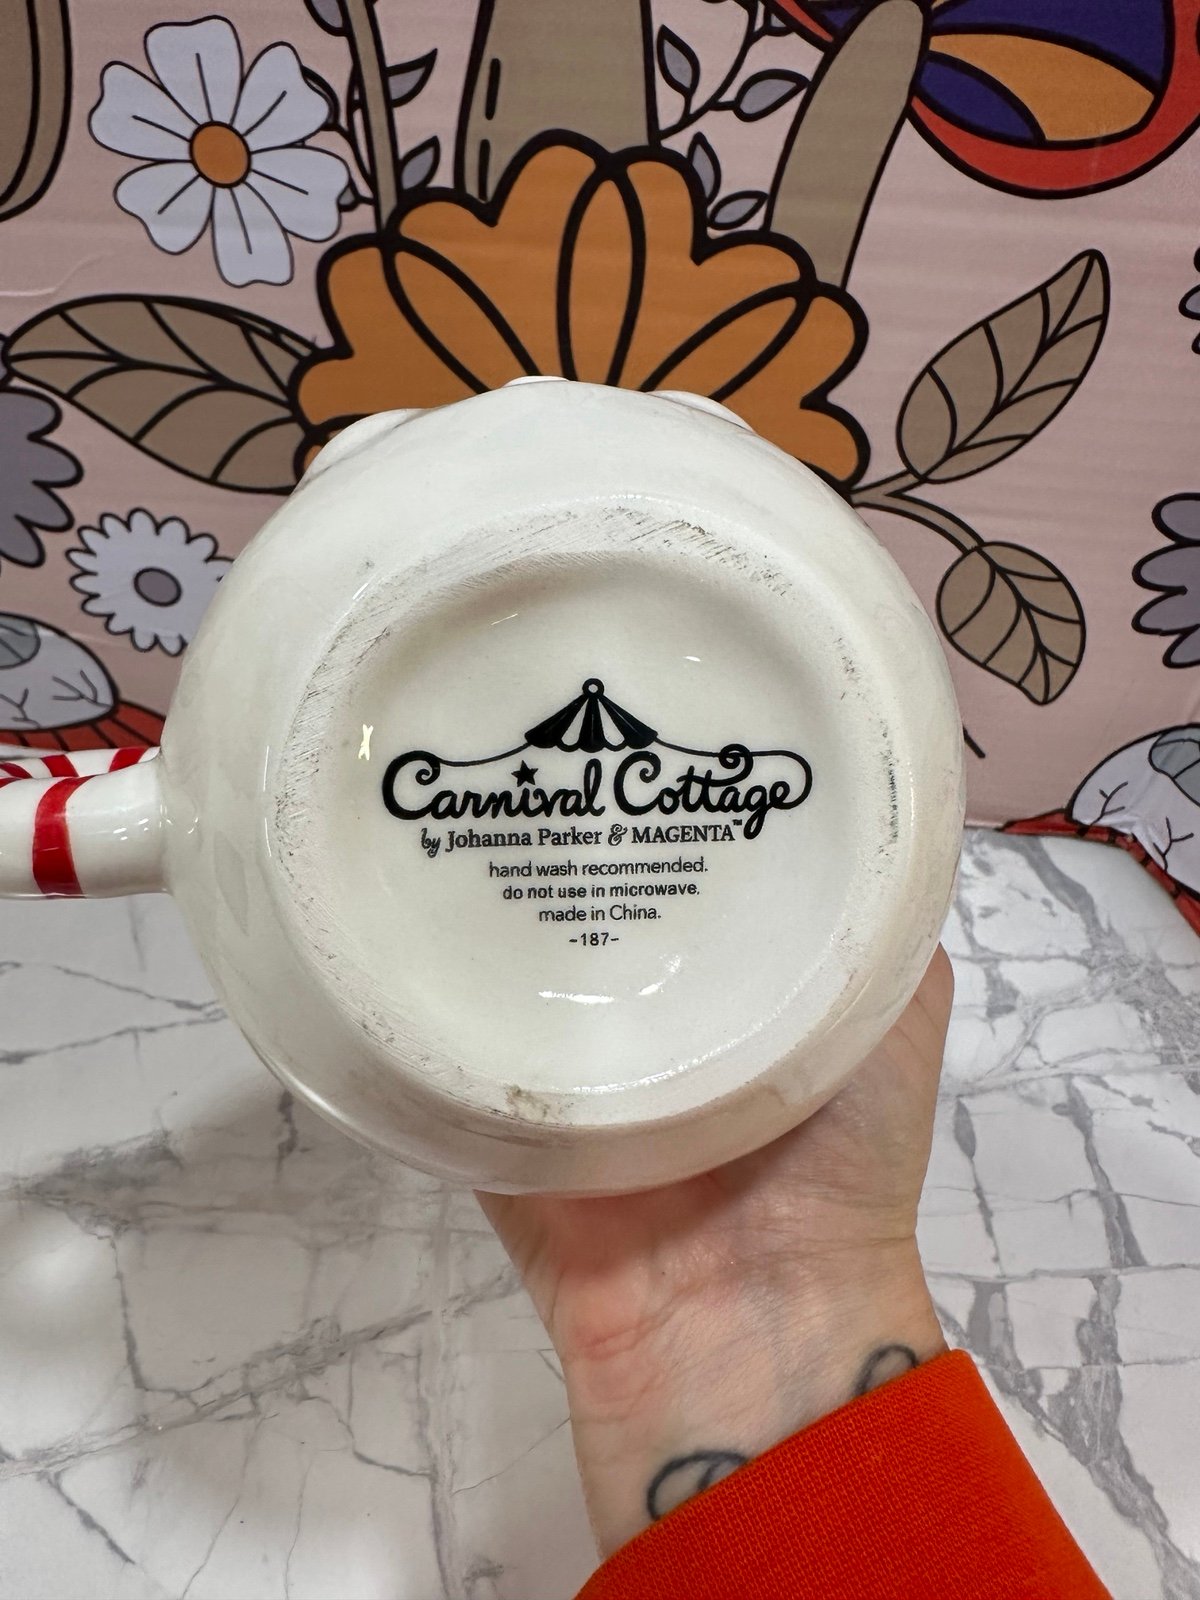 Carnival Cottage
by Johanna Parker & MAGENTA™
hand wash recommended.
do not use in microwave.
made in China.
-187-